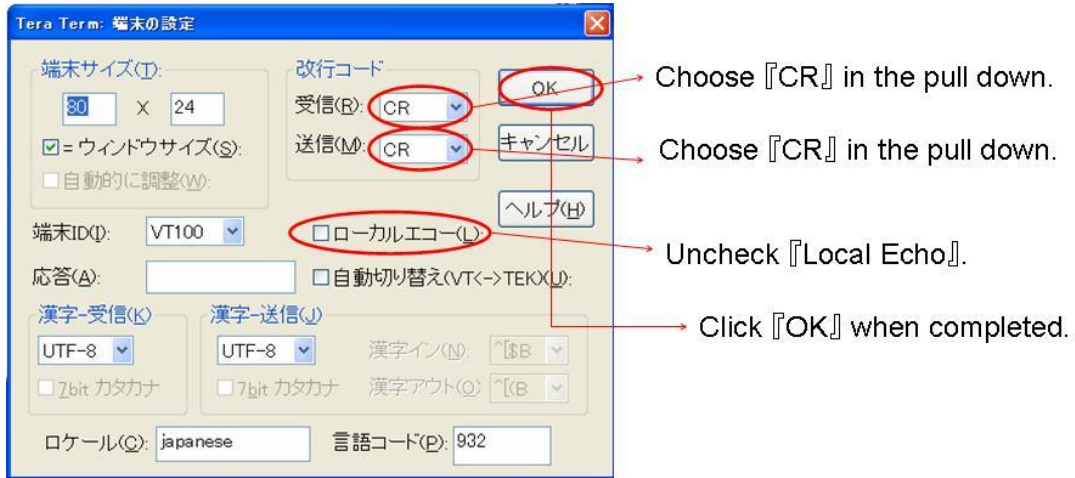 Tera Term: 端末の設定
端末サイズ(T):
80 X 24
= ウィンドウサイズ(S):
自動的に調整(W):
改行コード
受信(R): CR
送信(M): CR
OK
キャンセル
ヘルプ(H)
端末ID(I): VT100
ローカルエコー(L):
応答(A):
自動切り替え(VT<->TEK)(U):
漢字-受信(K)
UTF-8
7bit カタカナ
漢字-送信(J)
UTF-8
7bit カタカナ
漢字イン(N): ^[$B
漢字アウト(O): ^[(B
ロケール(C): japanese
言語コード(P): 932
Choose『CR』in the pull down.
Choose『CR』in the pull down.
Uncheck『Local Echo』.
Click『OK』when completed.